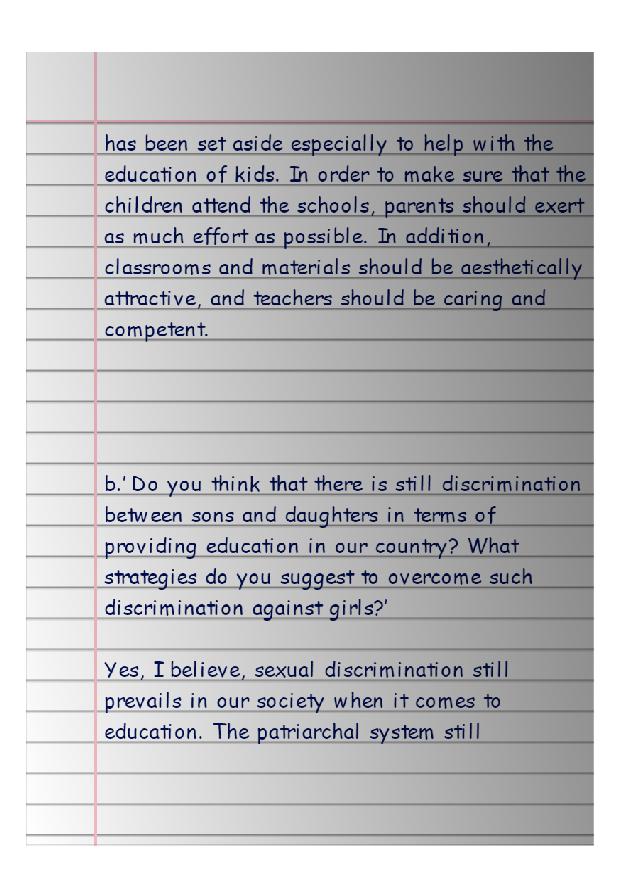 has been set aside especially to help with the
education of kids. In order to make sure that the
children attend the schools, parents should exert
as much effort as possible. In addition,
classrooms and materials should be aesthetically
attractive, and teachers should be caring and
competent.
b.' Do you think that there is still discrimination
between sons and daughters in terms of
providing education in our country? What
strategies do you suggest to overcome such
discrimination against girls?'
Yes, I believe, sexual discrimination still
prevails in our society when it comes to
education. The patriarchal system still